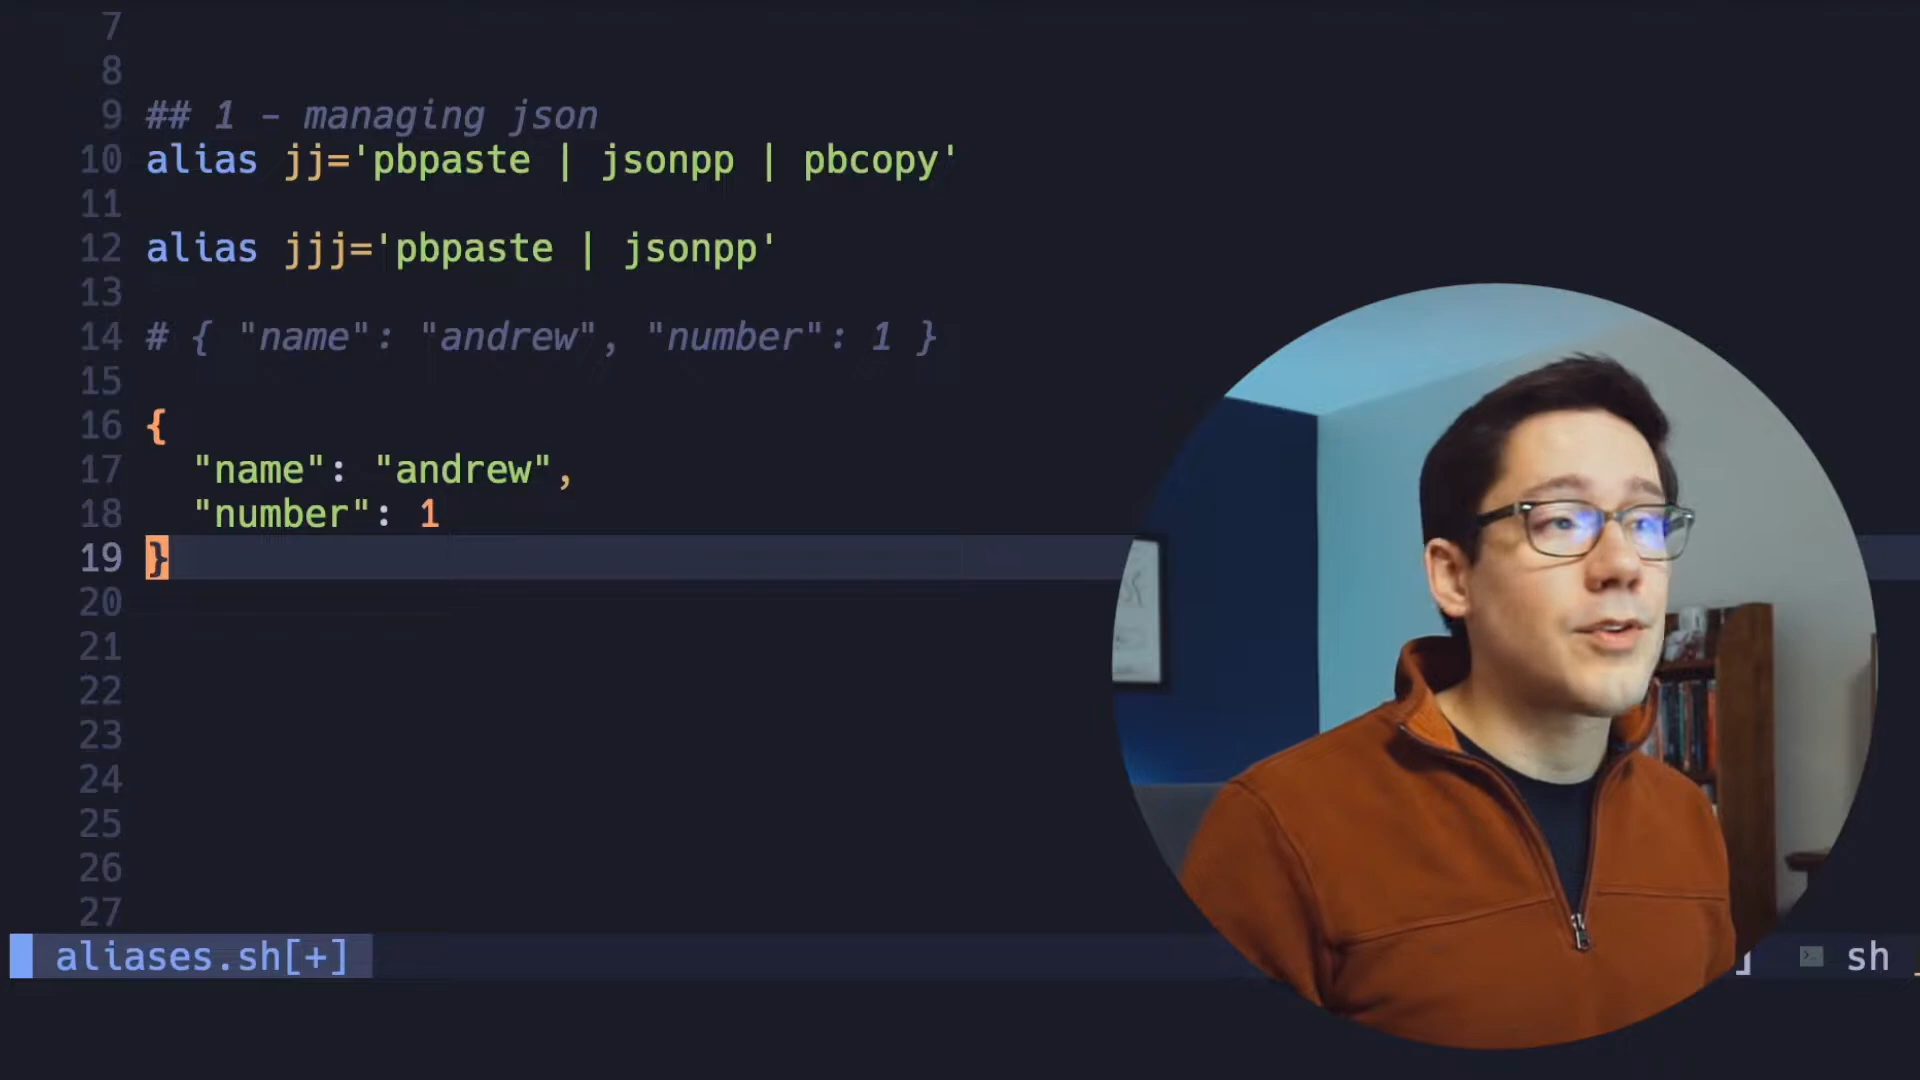 7
8
9 ## 1 - managing json
10 alias jj='pbpaste | jsonpp | pbcopy'
11
12 alias jjj='pbpaste | jsonpp'
13
14 # { "name": "andrew", "number": 1 }
15
16 {
17 "name": "andrew",
18 "number": 1
19 }
20
21
22
23
24
25
26
27
aliases.sh[+] ] sh